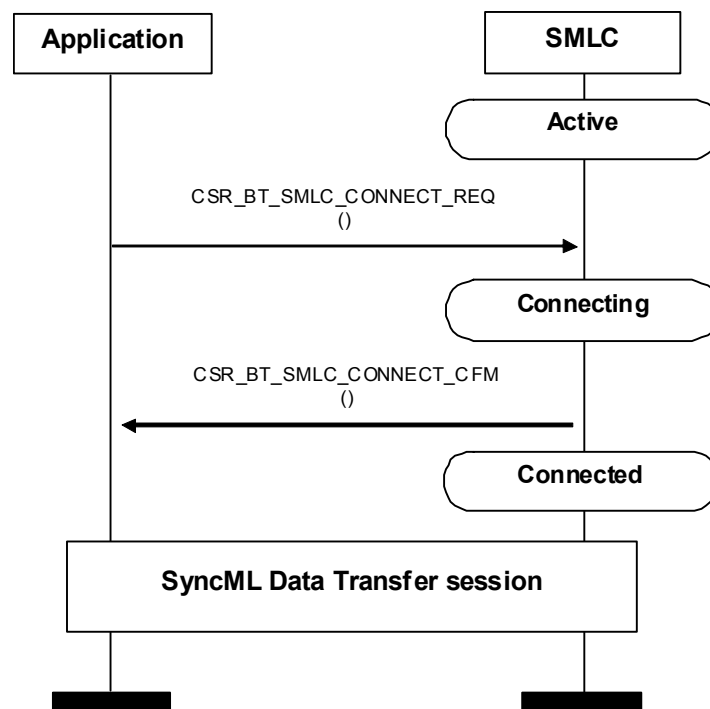 Application
SMLC
Active
CSR_BT_SMLC_CONNECT_REQ
()
Connecting
CSR_BT_SMLC_CONNECT_CFM
()
Connected
SyncML Data Transfer session